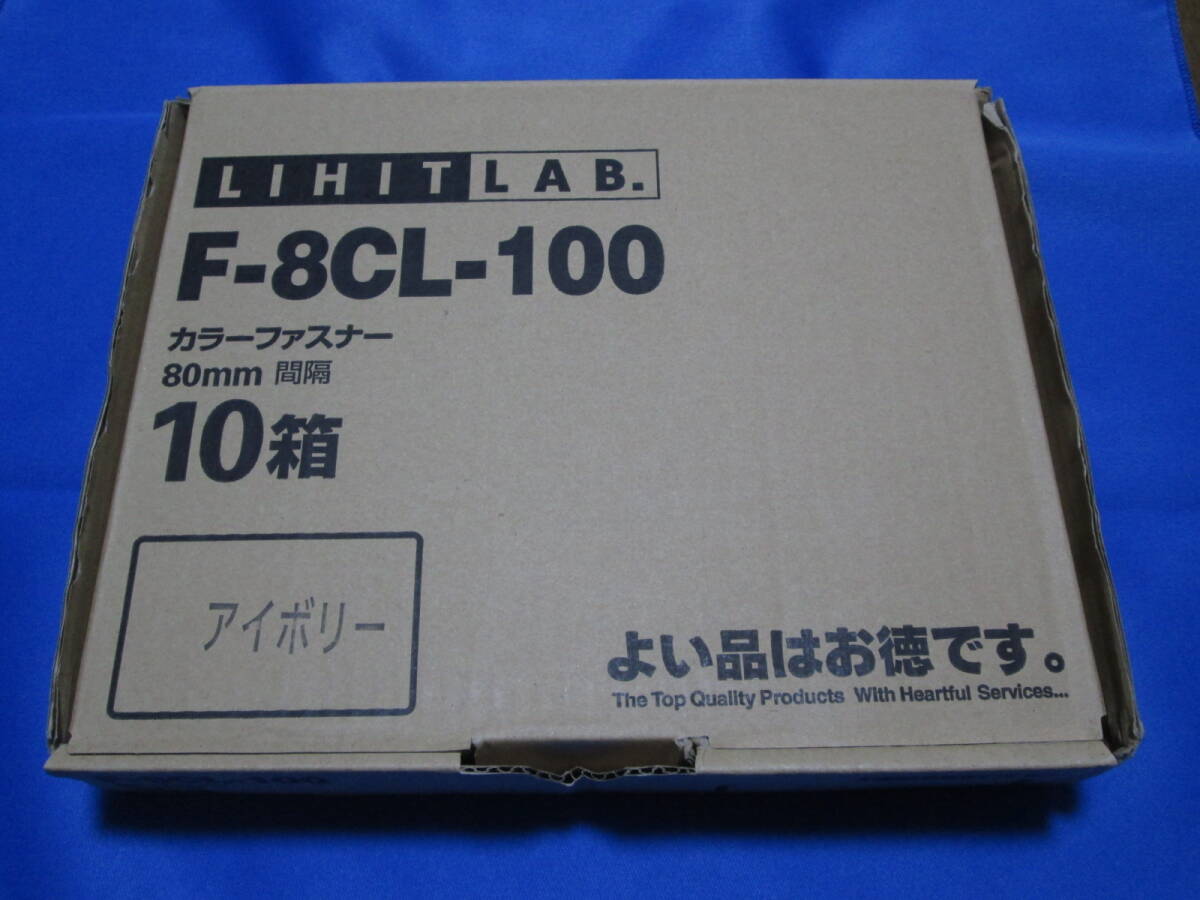 LIHIT LAB.
F-8CL-100
カラーファスナー
80mm 間隔
10箱
アイボリー
よい品はお徳です。
The Top Quality Products With Heartful Services...